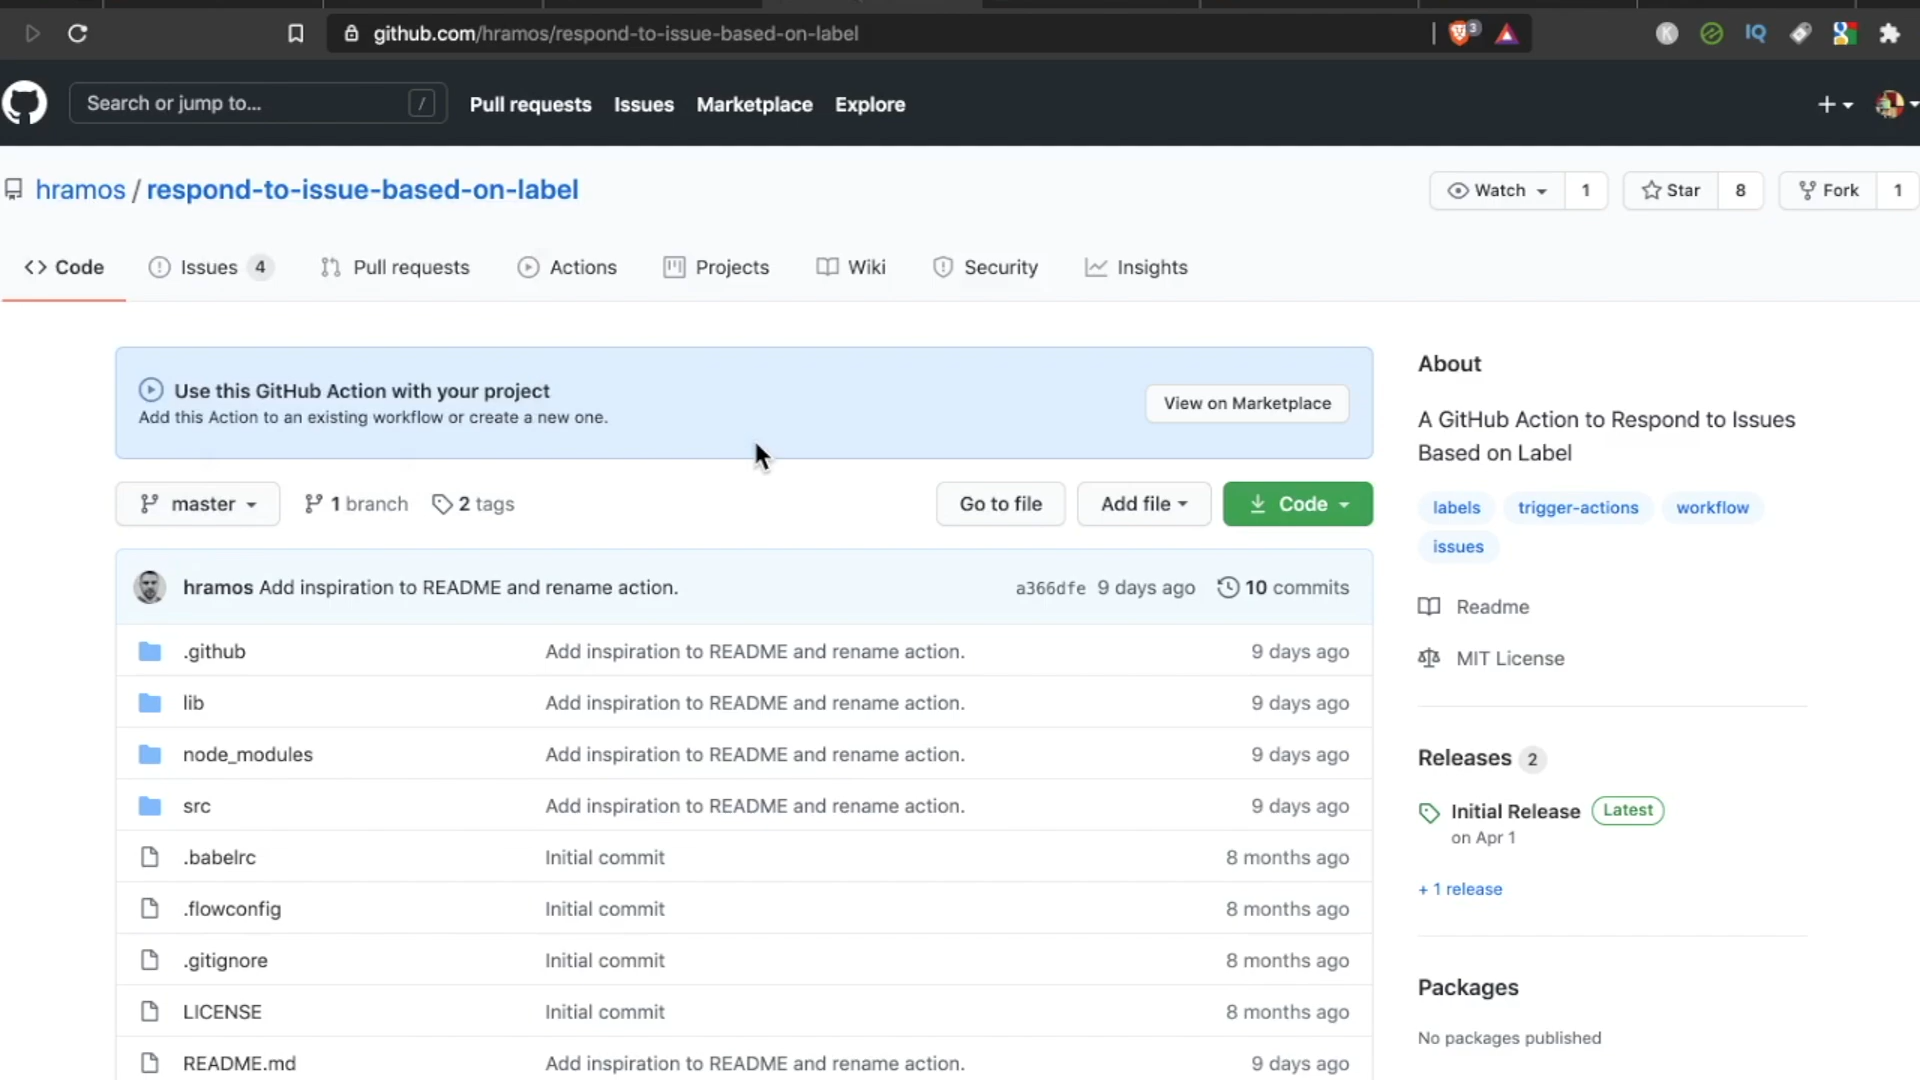 github.com/hramos/respond-to-issue-based-on-label
3
K
IQ
Search or jump to...
/
Pull requests
Issues
Marketplace
Explore
hramos / respond-to-issue-based-on-label
Watch
1
Star
8
Fork
1
Code
Issues 4
Pull requests
Actions
Projects
Wiki
Security
Insights
Use this GitHub Action with your project
Add this Action to an existing workflow or create a new one.
View on Marketplace
master
1 branch
2 tags
Go to file
Add file
Code
hramos Add inspiration to README and rename action. a366dfe 9 days ago 10 commits
.github Add inspiration to README and rename action. 9 days ago
lib Add inspiration to README and rename action. 9 days ago
node_modules Add inspiration to README and rename action. 9 days ago
src Add inspiration to README and rename action. 9 days ago
.babelrc Initial commit 8 months ago
.flowconfig Initial commit 8 months ago
.gitignore Initial commit 8 months ago
LICENSE Initial commit 8 months ago
README.md Add inspiration to README and rename action. 9 days ago
About
A GitHub Action to Respond to Issues
Based on Label
labels trigger-actions workflow
issues
Readme
MIT License
Releases 2
Initial Release Latest
on Apr 1
+ 1 release
Packages
No packages published